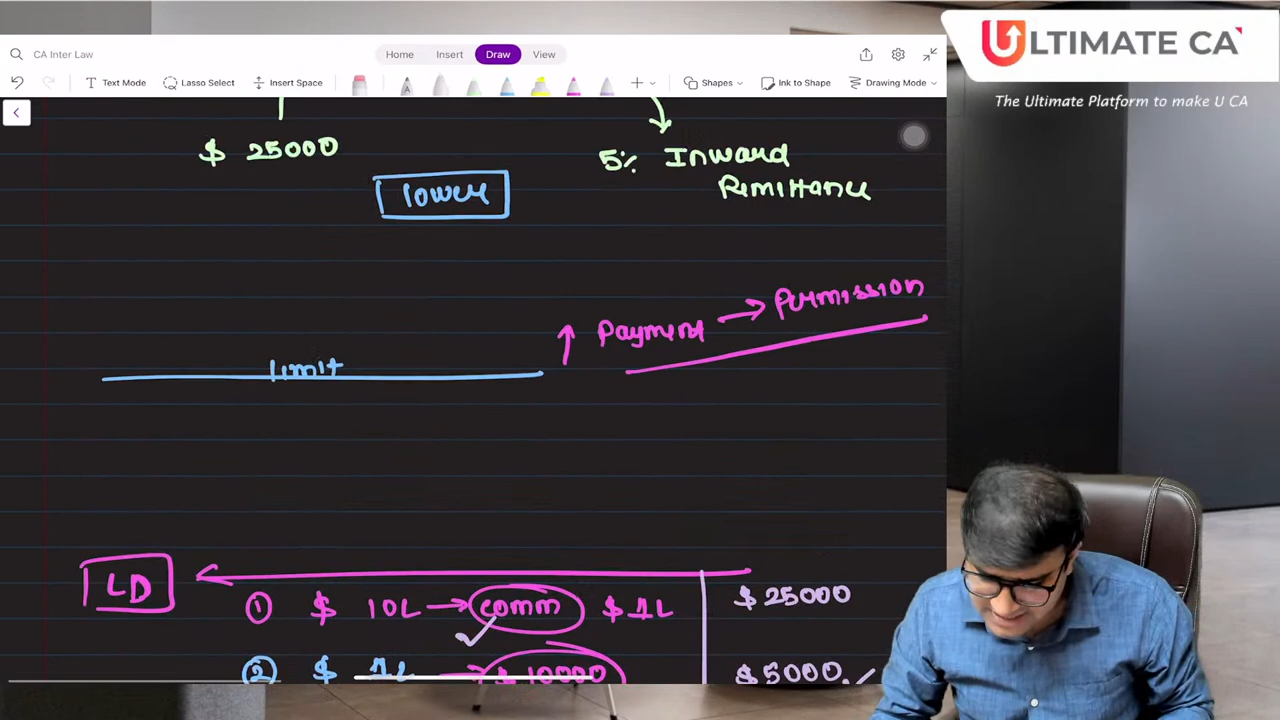 ULTIMATE CA
The Ultimate Platform to make U CA
CA Inter Law
Home Insert Draw View
Text Mode Lasso Select Insert Space Shapes Ink to Shape Drawing Mode
$ 25000
5% Inward
Remittance
lower
↑ Payment → Permission
limit
LD
① $ 10L → comm $ 1L $ 25000
② $ 1L → $ 10000 $ 5000